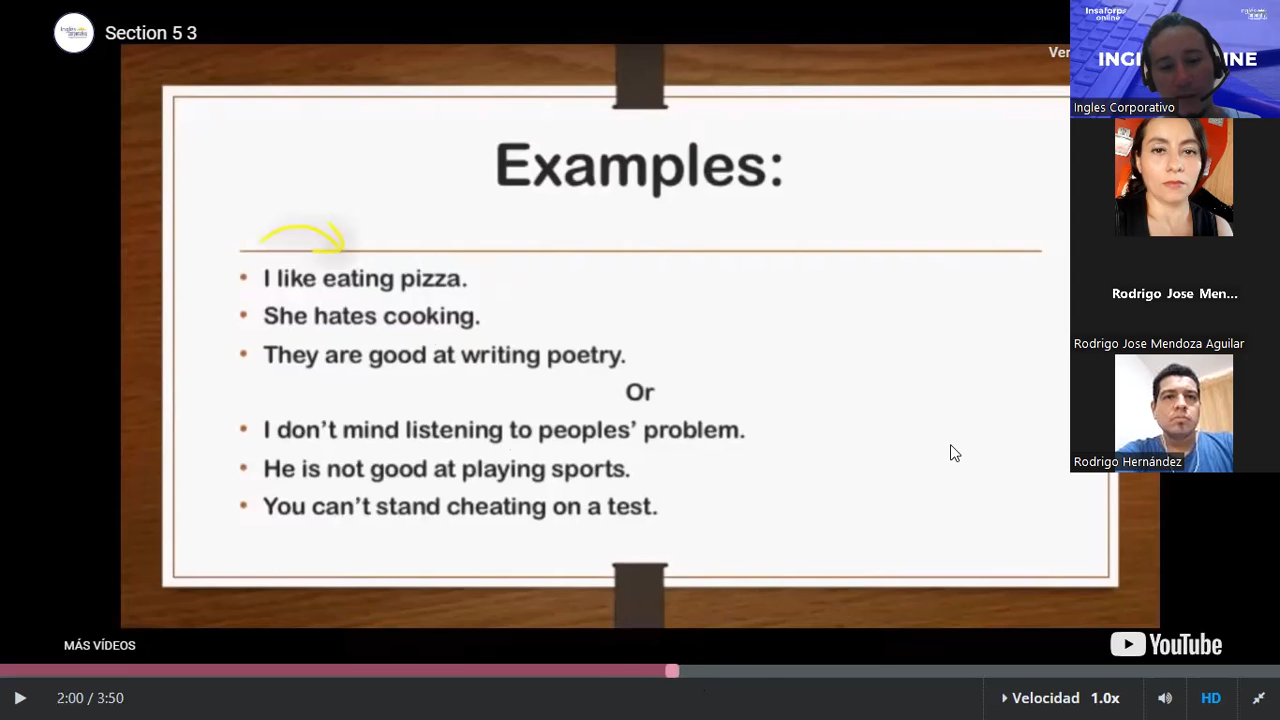 Section 5 3
Ver
Examples:
• I like eating pizza.
• She hates cooking.
• They are good at writing poetry.
Or
• I don’t mind listening to peoples’ problem.
• He is not good at playing sports.
• You can’t stand cheating on a test.
MÁS VÍDEOS
YouTube
2:00 / 3:50
Velocidad 1.0x
HD
Insaforp
online
Ingles Corporativo
Rodrigo Jose Men...
Rodrigo Jose Mendoza Aguilar
Rodrigo Hernández